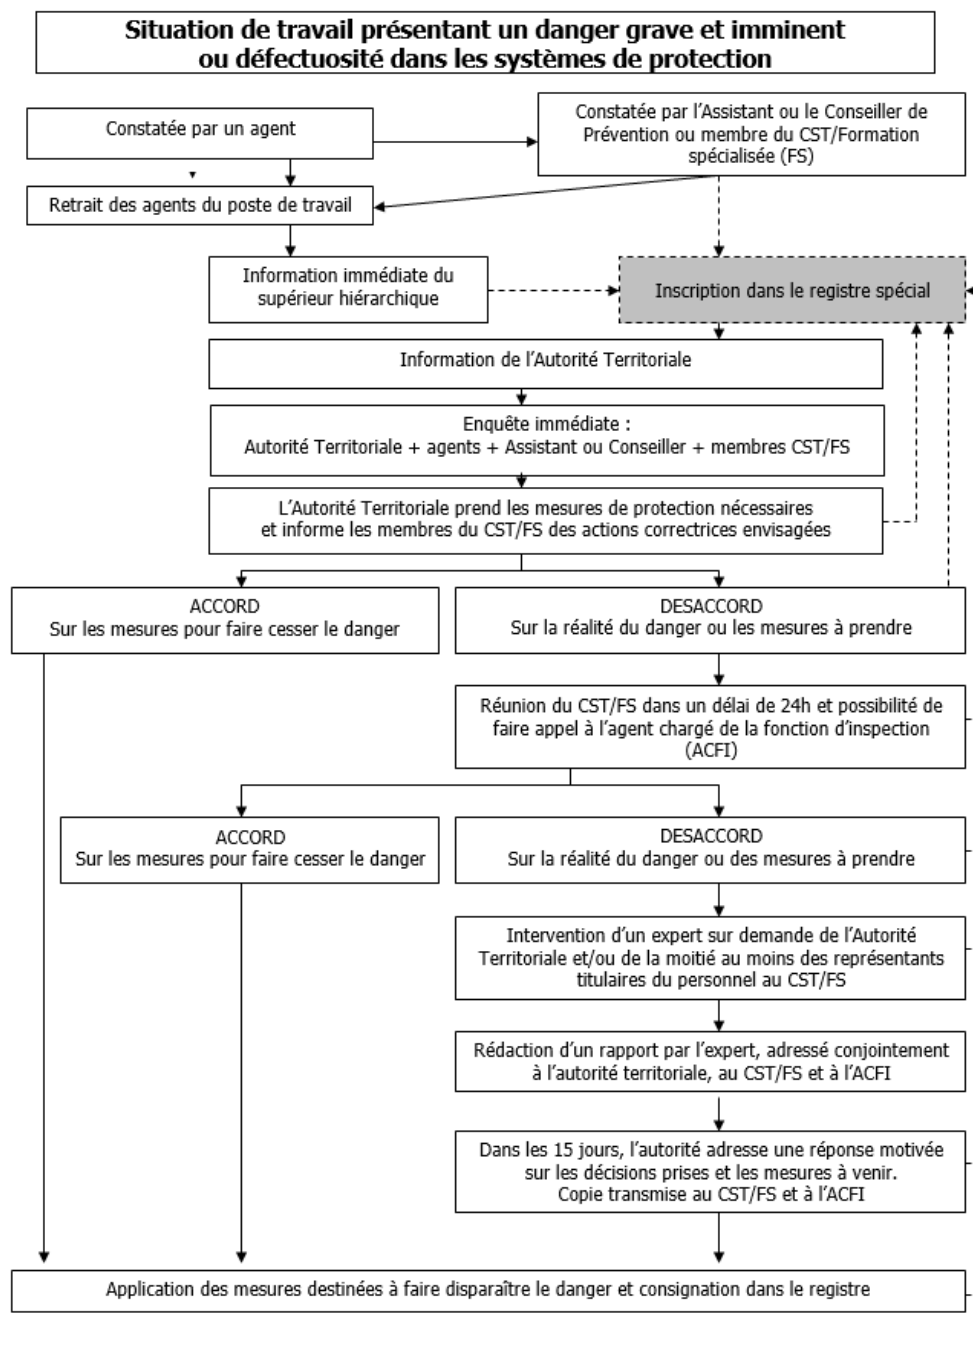 Situation de travail présentant un danger grave et imminent
ou défectuosité dans les systèmes de protection
Constatée par un agent
Constatée par l'Assistant ou le Conseiller de
Prévention ou membre du CST/Formation
spécialisée (FS)
Retrait des agents du poste de travail
Information immédiate du
supérieur hiérarchique
Inscription dans le registre spécial
Information de l'Autorité Territoriale
Enquête immédiate :
Autorité Territoriale + agents + Assistant ou Conseiller + membres CST/FS
L'Autorité Territoriale prend les mesures de protection nécessaires
et informe les membres du CST/FS des actions correctrices envisagées
ACCORD
Sur les mesures pour faire cesser le danger
DESACCORD
Sur la réalité du danger ou les mesures à prendre
Réunion du CST/FS dans un délai de 24h et possibilité de
faire appel à l'agent chargé de la fonction d'inspection
(ACFI)
ACCORD
Sur les mesures pour faire cesser le danger
DESACCORD
Sur la réalité du danger ou des mesures à prendre
Intervention d'un expert sur demande de l'Autorité
Territoriale et/ou de la moitié au moins des représentants
titulaires du personnel au CST/FS
Rédaction d'un rapport par l'expert, adressé conjointement
à l'autorité territoriale, au CST/FS et à l'ACFI
Dans les 15 jours, l'autorité adresse une réponse motivée
sur les décisions prises et les mesures à venir.
Copie transmise au CST/FS et à l'ACFI
Application des mesures destinées à faire disparaître le danger et consignation dans le registre